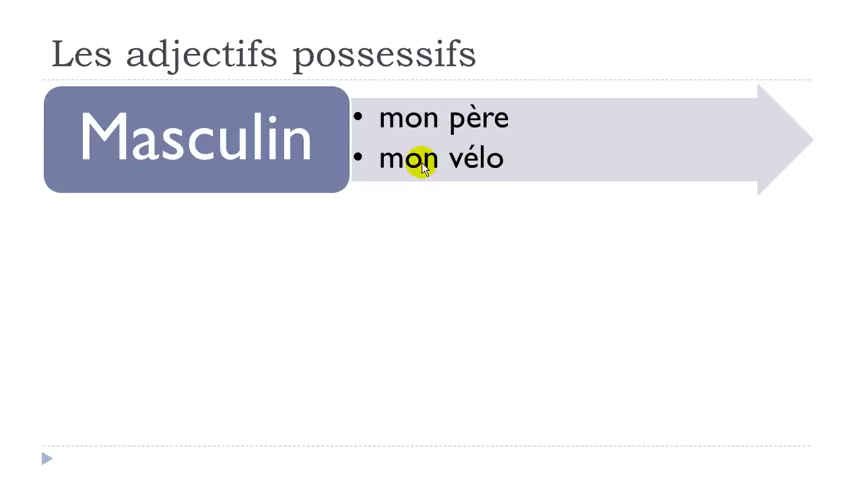 Les adjectifs possessifs
Masculin
• mon père
• mon vélo